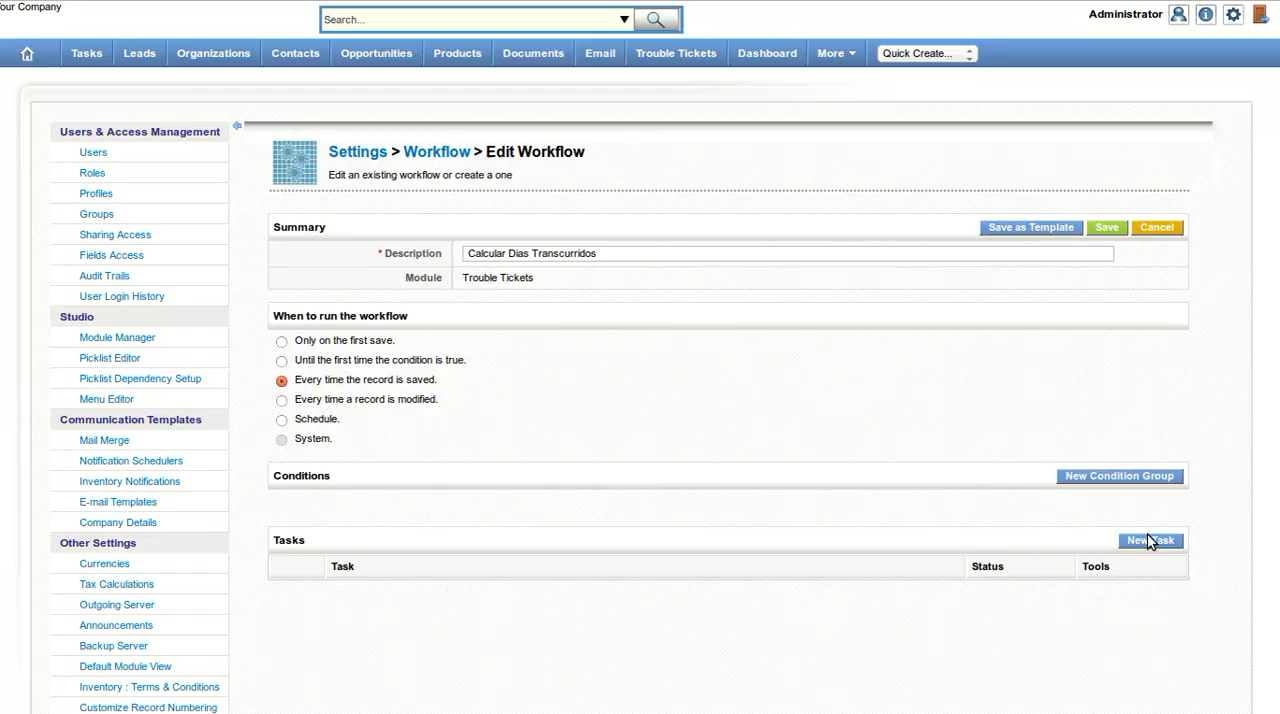 our Company
Search...
Administrator
Tasks Leads Organizations Contacts Opportunities Products Documents Email Trouble Tickets Dashboard More Quick Create...
Users & Access Management
Users
Roles
Profiles
Groups
Sharing Access
Fields Access
Audit Trails
User Login History
Studio
Module Manager
Picklist Editor
Picklist Dependency Setup
Menu Editor
Communication Templates
Mail Merge
Notification Schedulers
Inventory Notifications
E-mail Templates
Company Details
Other Settings
Currencies
Tax Calculations
Outgoing Server
Announcements
Backup Server
Default Module View
Inventory : Terms & Conditions
Customize Record Numbering
Settings > Workflow > Edit Workflow
Edit an existing workflow or create a one
Summary Save as Template Save Cancel
* Description Calcular Dias Transcurridos
Module Trouble Tickets
When to run the workflow
Only on the first save.
Until the first time the condition is true.
Every time the record is saved.
Every time a record is modified.
Schedule.
System.
Conditions New Condition Group
Tasks New Task
Task Status Tools